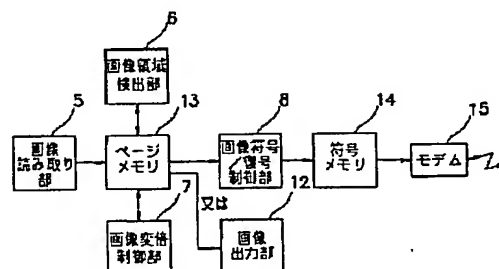 6
画像領域
検出部
5
13
8
14
15
画像
読み取り
部
ページ
メモリ
画像符号
/復号
制御部
符号
メモリ
モデム
7
又は
12
画像変倍
制御部
画像
出力部